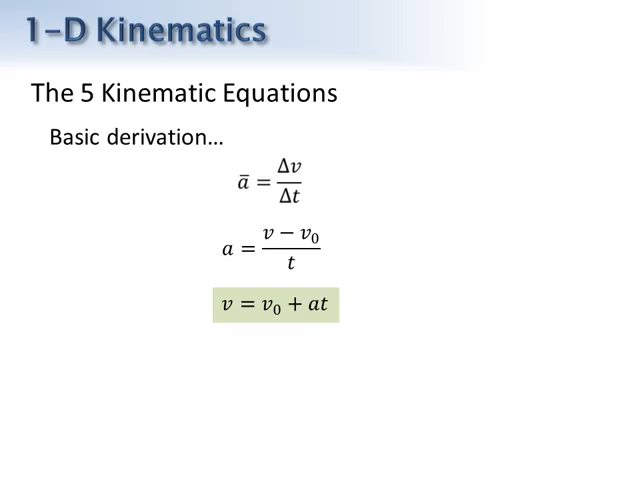 1-D Kinematics
The 5 Kinematic Equations
Basic derivation…
ā = Δv/Δt
a = (v − v₀)/t
v = v₀ + at